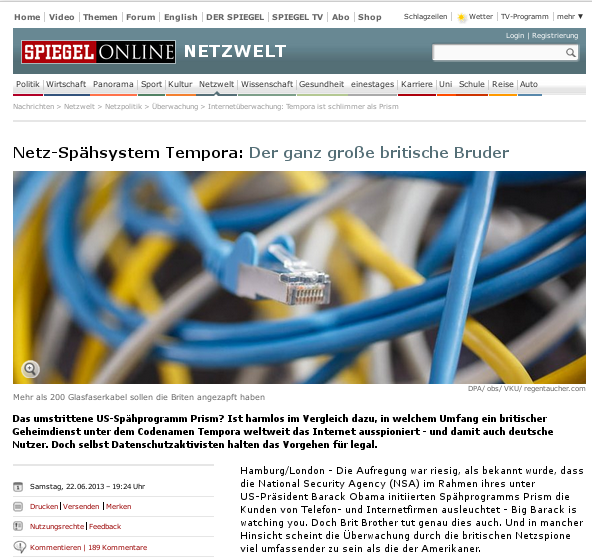 Home | Video | Themen | Forum | English | DER SPIEGEL | SPIEGEL TV | Abo | Shop
Schlagzeilen | Wetter | TV-Programm | mehr ▼
Login | Registrierung
SPIEGEL ONLINE NETZWELT
Politik | Wirtschaft | Panorama | Sport | Kultur | Netzwelt | Wissenschaft | Gesundheit | einestages | Karriere | Uni | Schule | Reise | Auto
Nachrichten > Netzwelt > Netzpolitik > Überwachung > Internetüberwachung: Tempora ist schlimmer als Prism
Netz-Spähsystem Tempora: Der ganz große britische Bruder
DPA/ obs/ VKU/ regentaucher.com
Mehr als 200 Glasfaserkabel sollen die Briten angezapft haben
Das umstrittene US-Spähprogramm Prism? Ist harmlos im Vergleich dazu, in welchem Umfang ein britischer
Geheimdienst unter dem Codenamen Tempora weltweit das Internet ausspioniert - und damit auch deutsche
Nutzer. Doch selbst Datenschutzaktivisten halten das Vorgehen für legal.
Samstag, 22.06.2013 – 19:24 Uhr
Drucken | Versenden | Merken
Nutzungsrechte | Feedback
Kommentieren | 189 Kommentare
Hamburg/London - Die Aufregung war riesig, als bekannt wurde, dass
die National Security Agency (NSA) im Rahmen ihres unter
US-Präsident Barack Obama initiierten Spähprogramms Prism die
Kunden von Telefon- und Internetfirmen ausleuchtet - Big Barack is
watching you. Doch Brit Brother tut genau dies auch. Und in mancher
Hinsicht scheint die Überwachung durch die britischen Netzspione
viel umfassender zu sein als die der Amerikaner.